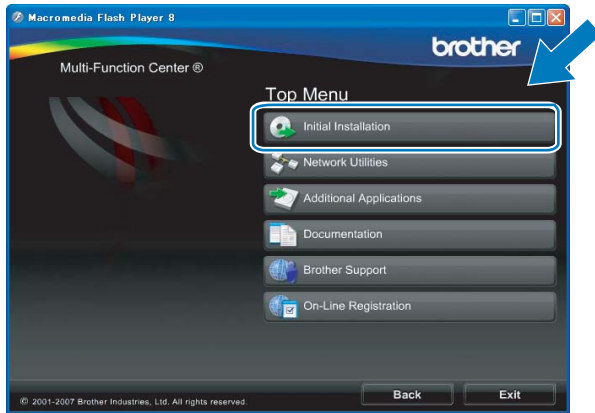 Macromedia Flash Player 8
brother
Multi-Function Center ®
Top Menu
Initial Installation
Network Utilities
Additional Applications
Documentation
Brother Support
On-Line Registration
© 2001-2007 Brother Industries, Ltd. All rights reserved.
Back
Exit